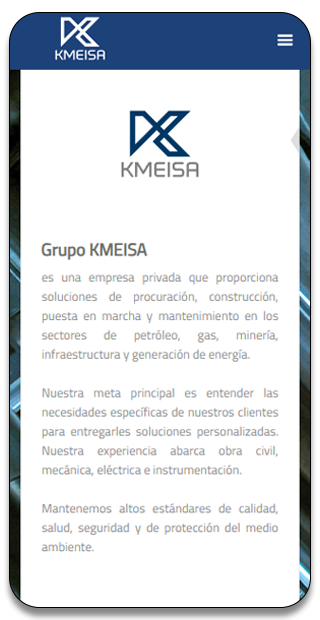 KMEISA
KMEISA
Grupo KMEISA
es una empresa privada que proporciona
soluciones de procuración, construcción,
puesta en marcha y mantenimiento en los
sectores de petróleo, gas, minería,
infraestructura y generación de energía.
Nuestra meta principal es entender las
necesidades específicas de nuestros clientes
para entregarles soluciones personalizadas.
Nuestra experiencia abarca obra civil,
mecánica, eléctrica e instrumentación.
Mantenemos altos estándares de calidad,
salud, seguridad y de protección del medio
ambiente.